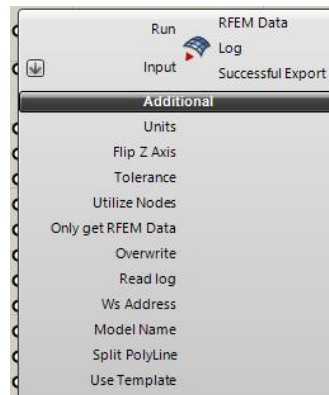 Run
Input
RFEM Data
Log
Successful Export
Additional
Units
Flip Z Axis
Tolerance
Utilize Nodes
Only get RFEM Data
Overwrite
Read log
Ws Address
Model Name
Split PolyLine
Use Template